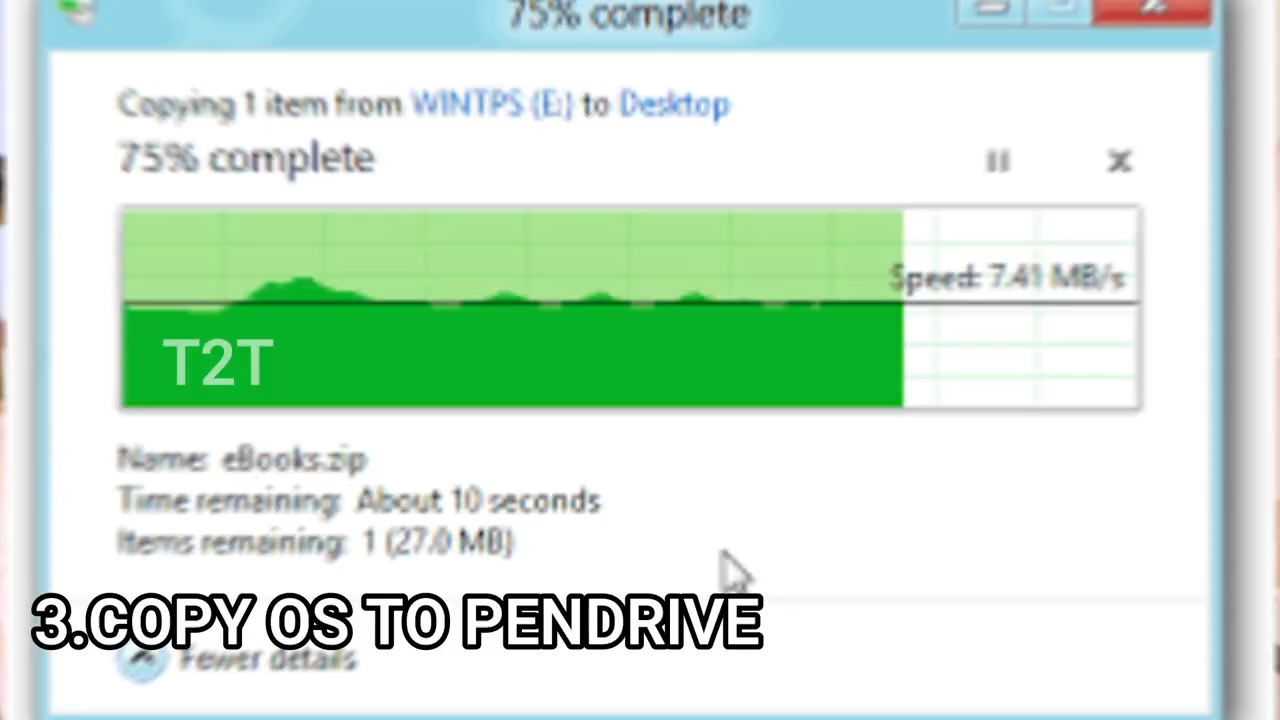 75% complete
Copying 1 item from WINTPS (E:) to Desktop
75% complete
Speed: 7.41 MB/s
T2T
Name: eBooks.zip
Time remaining: About 10 seconds
Items remaining: 1 (27.0 MB)
3.COPY OS TO PENDRIVE
Fewer details